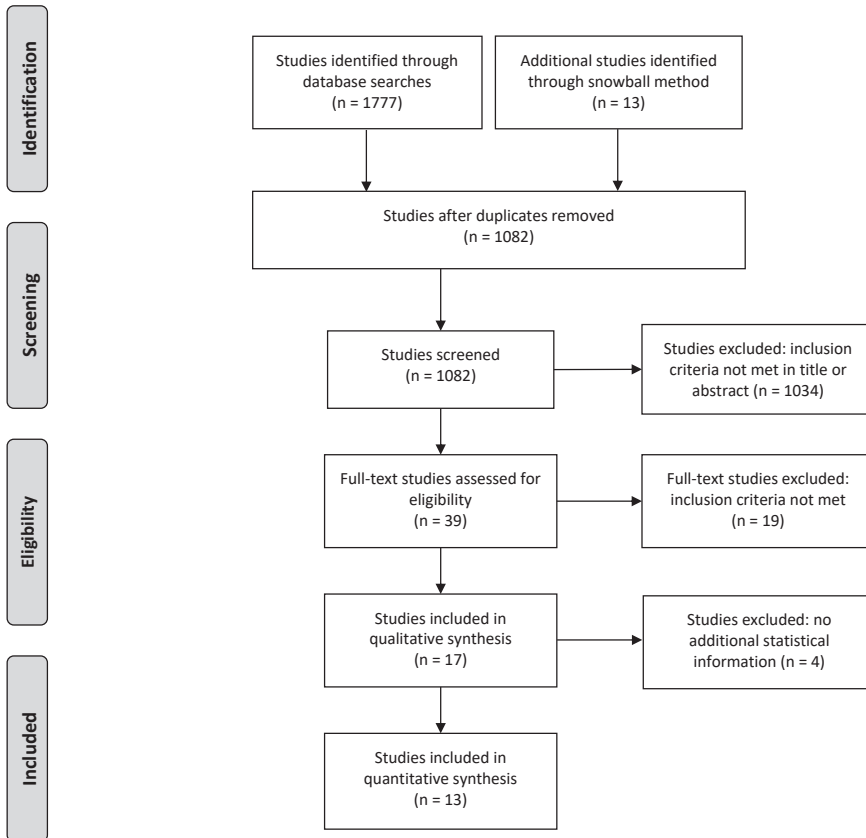 Identification
Studies identified through
database searches
(n = 1777)
Additional studies identified
through snowball method
(n = 13)
Studies after duplicates removed
(n = 1082)
Screening
Studies screened
(n = 1082)
Studies excluded: inclusion
criteria not met in title or
abstract (n = 1034)
Eligibility
Full-text studies assessed for
eligibility
(n = 39)
Full-text studies excluded:
inclusion criteria not met
(n = 19)
Studies included in
qualitative synthesis
(n = 17)
Studies excluded: no
additional statistical
information (n = 4)
Included
Studies included in
quantitative synthesis
(n = 13)